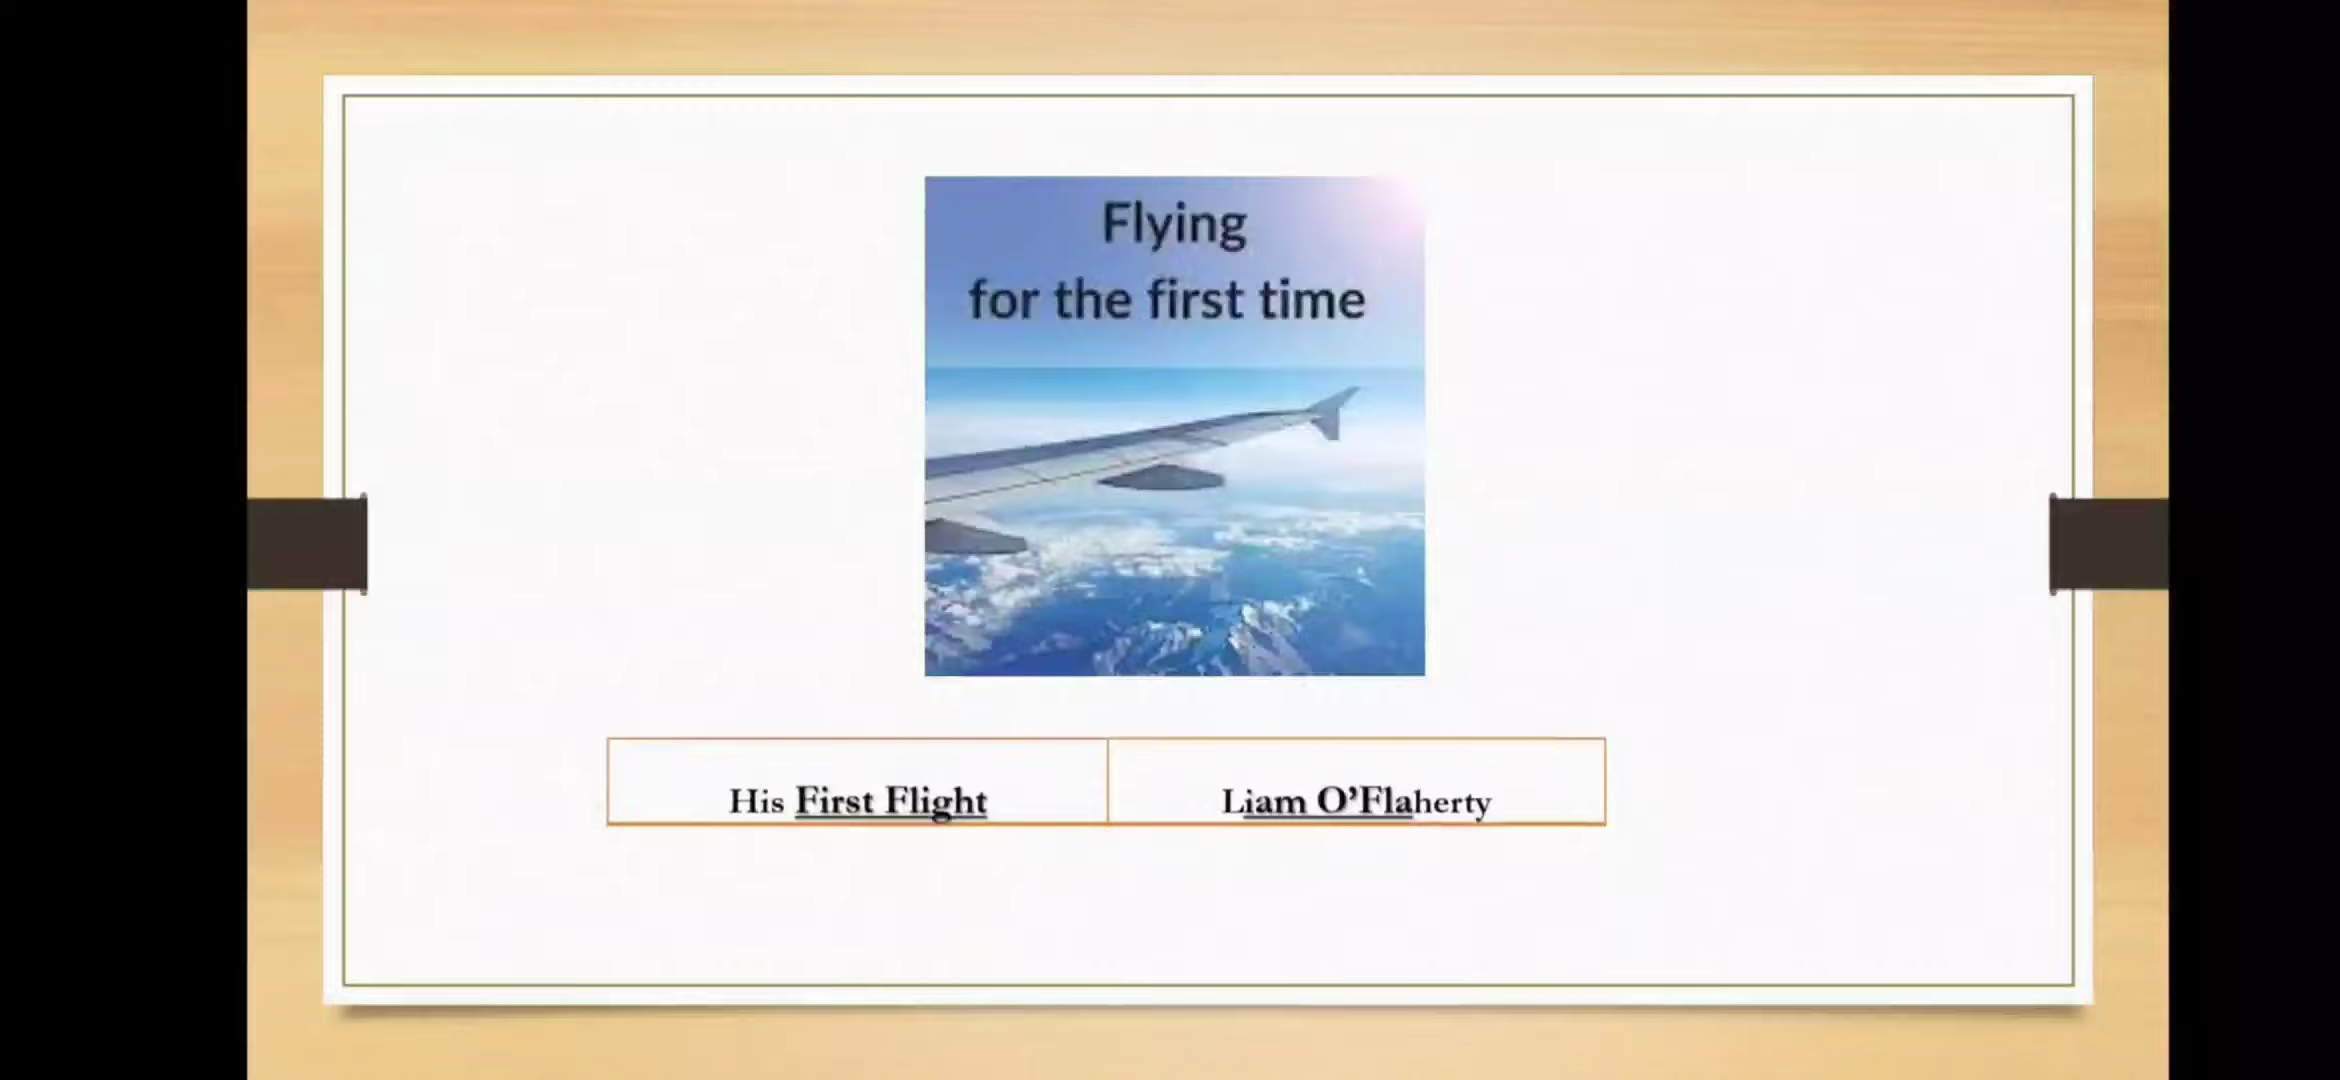 Flying
for the first time
His First Flight
Liam O’Flaherty